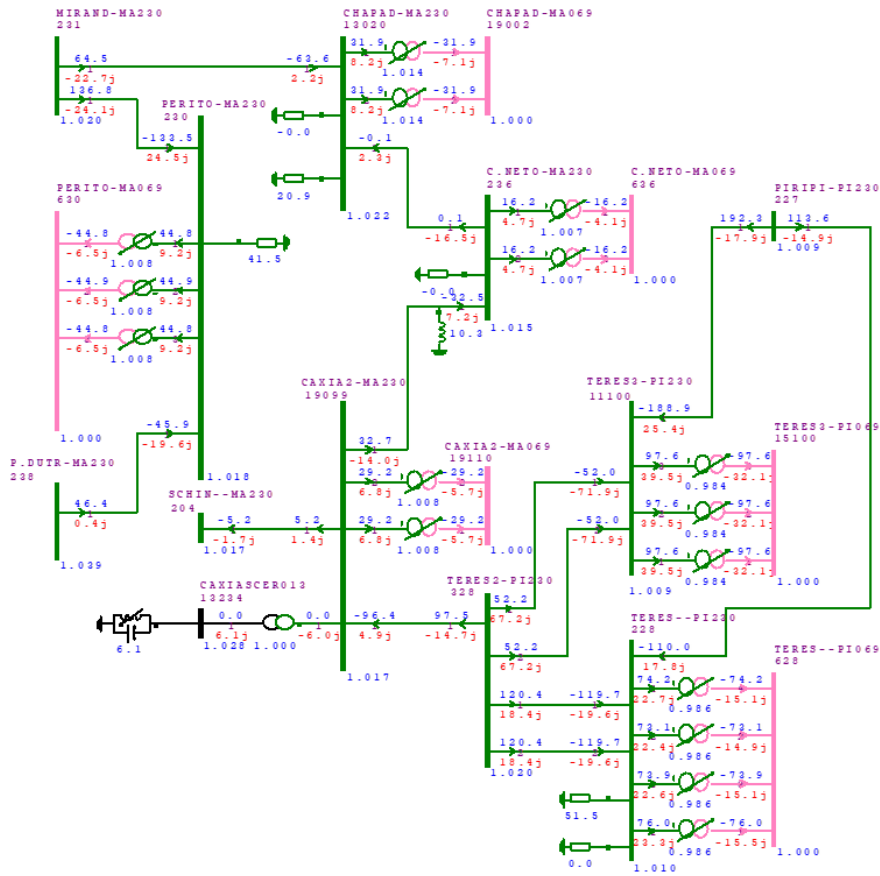 MIRAND-MA230
231
64.5
-22.7j
136.8
-24.1j
1.020
-63.6
2.2j
CHAPAD-MA230
13020
31.9
8.2j
1.014
-31.9
-7.1j
31.9
8.2j
1.014
-31.9
-7.1j
CHAPAD-MA069
19002
1.000
-0.0
20.9
-0.1
2.3j
1.022
PERITO-MA230
230
-133.5
24.5j
PERITO-MA069
630
-44.8
-6.5j
1.008
44.8
9.2j
-44.9
-6.5j
1.008
44.9
9.2j
-44.8
-6.5j
1.008
44.8
9.2j
41.5
1.000
-45.9
-19.6j
1.018
P.DUTR-MA230
238
46.4
0.4j
1.039
C.NETO-MA230
236
16.2
4.7j
1.007
-16.2
-4.1j
16.2
4.7j
1.007
-16.2
-4.1j
C.NETO-MA069
636
1.000
0.1
-16.5j
-0.0
-32.5
7.2j
10.3
1.015
PIRIPI-PI230
227
192.3
-17.9j
113.6
-14.9j
1.009
CAXIA2-MA230
19099
32.7
-14.0j
29.2
6.8j
1.008
-29.2
-5.7j
29.2
6.8j
1.008
-29.2
-5.7j
CAXIA2-MA069
19110
1.000
SCHIN--MA230
204
-5.2
-1.7j
5.2
1.4j
1.017
CAXIASCER013
13234
0.0
6.1j
1.028
1.000
0.0
-6.0j
6.1
-96.4
4.9j
97.5
-14.7j
1.017
TERES2-PI230
328
52.2
67.2j
52.2
67.2j
120.4
18.4j
120.4
18.4j
1.020
TERES3-PI230
11100
-188.9
25.4j
-52.0
-71.9j
-52.0
-71.9j
97.6
39.5j
0.984
-97.6
-32.1j
97.6
39.5j
0.984
-97.6
-32.1j
97.6
39.5j
0.984
-97.6
-32.1j
1.009
TERES3-PI069
15100
1.000
TERES--PI230
228
-110.0
17.8j
-119.7
-19.6j
-119.7
-19.6j
74.2
22.7j
0.986
-74.2
-15.1j
73.1
22.4j
0.986
-73.1
-14.9j
73.9
22.6j
0.986
-73.9
-15.1j
76.0
23.3j
0.986
-76.0
-15.5j
51.5
0.0
1.010
TERES--PI069
628
1.000